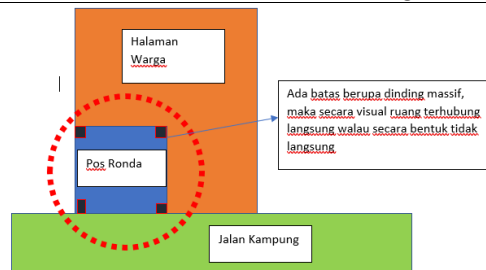 Halaman
Warga
Ada batas berupa dinding massif,
maka secara visual ruang terhubung
langsung walau secara bentuk tidak
langsung
Pos Ronda
Jalan Kampung